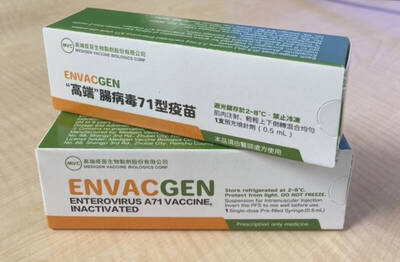 MVC 高端疫苗生物製劑股份有限公司
MEDIGEN VACCINE BIOLOGICS CORP.
ENVACGEN
“高端”腸病毒71型疫苗
避光儲存於2~8°C，禁止冷凍
肌肉注射，輕輕上下倒轉混合均勻
1支預充填針劑（0.5 mL）
本品須由醫師處方使用
MVC 高端疫苗生物製劑股份有限公司
MEDIGEN VACCINE BIOLOGICS CORP.
ENVACGEN
ENTEROVIRUS A71 VACCINE,
INACTIVATED
Store refrigerated at 2~8°C.
Protect from light. DO NOT FREEZE.
Suspension for intramuscular injection
Invert the PFS to mix well before use.
1 Single-dose Pre-filled Syringe (0.5 mL)
Prescription only medicine